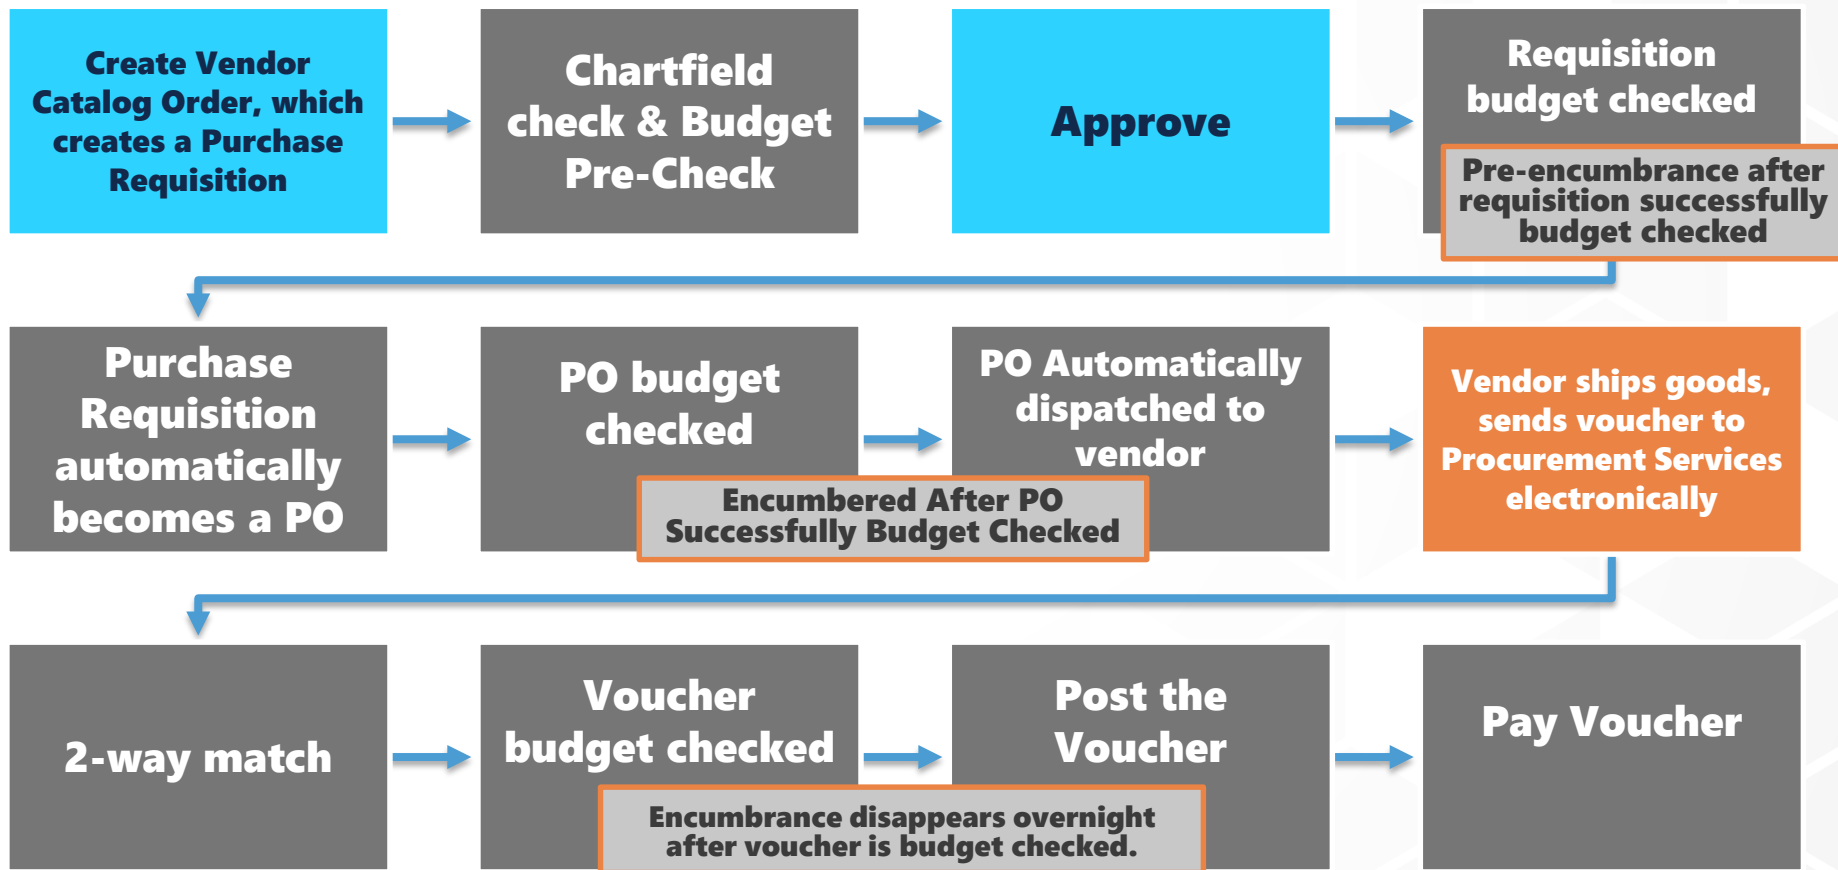 Create Vendor
Catalog Order, which
creates a Purchase
Requisition
Chartfield
check & Budget
Pre-Check
Approve
Requisition
budget checked
Pre-encumbrance after
requisition successfully
budget checked
Purchase
Requisition
automatically
becomes a PO
PO budget
checked
PO Automatically
dispatched to
vendor
Encumbered After PO
Successfully Budget Checked
Vendor ships goods,
sends voucher to
Procurement Services
electronically
2-way match
Voucher
budget checked
Encumbrance disappears overnight
after voucher is budget checked.
Post the
Voucher
Pay Voucher